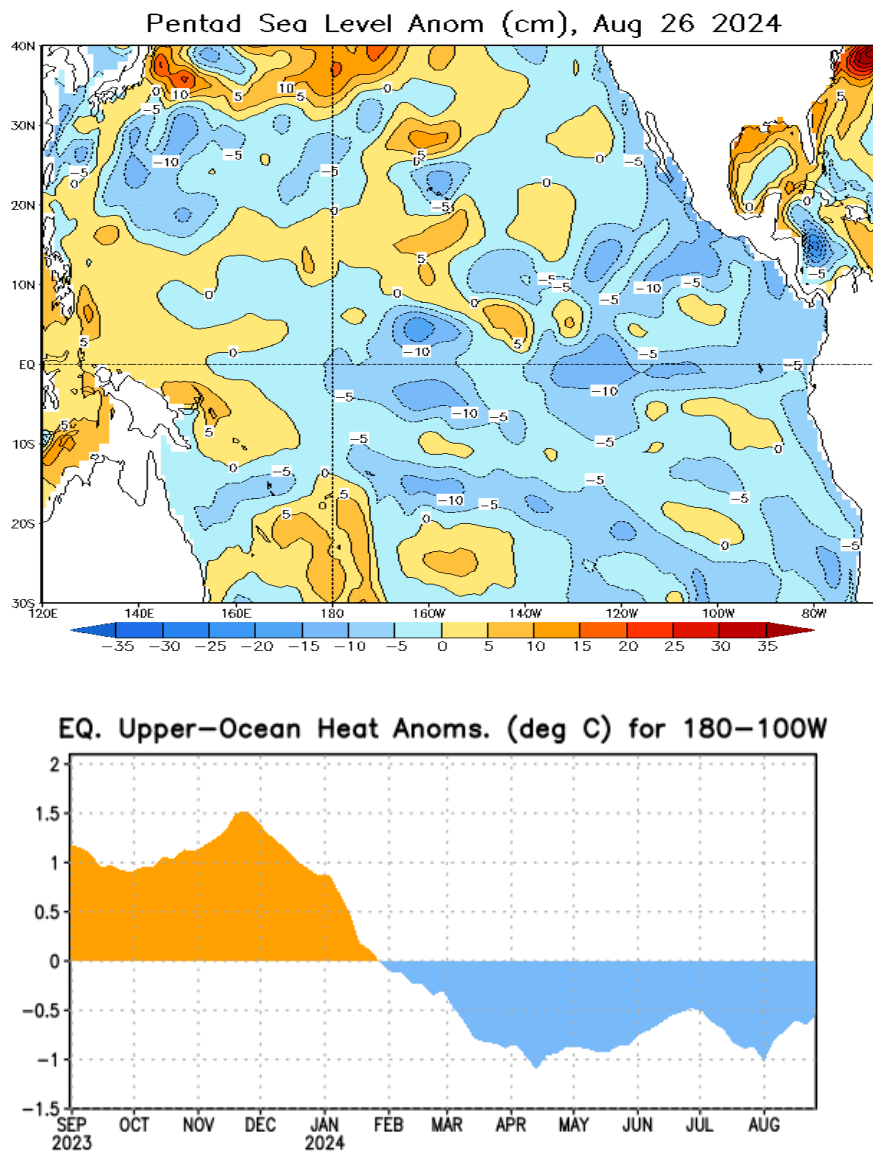 Pentad Sea Level Anom (cm), Aug 26 2024
40N
30N
20N
10N
EQ
10S
20S
30S
120E 140E 160E 180 160W 140W 120W 100W 80W
−35 −30 −25 −20 −15 −10 −5 0 5 10 15 20 25 30 35
EQ. Upper−Ocean Heat Anoms. (deg C) for 180−100W
2
1.5
1
0.5
0
−0.5
−1
−1.5
SEP OCT NOV DEC JAN FEB MAR APR MAY JUN JUL AUG
2023 2024